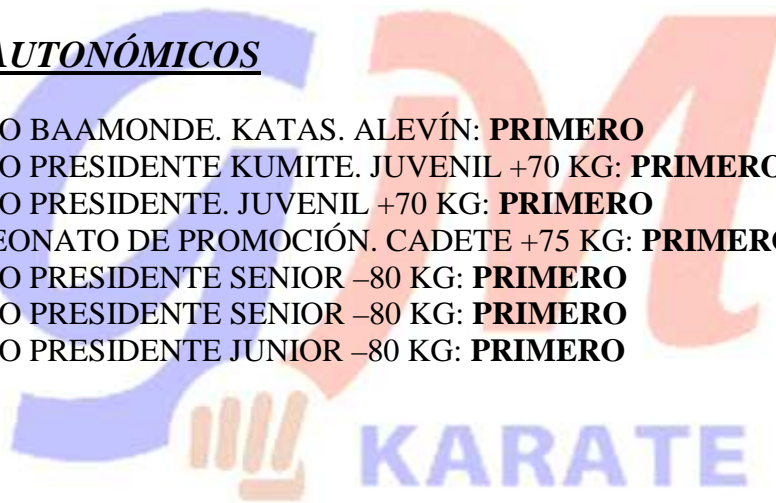 AUTONÓMICOS
O BAAMONDE. KATAS. ALEVÍN: PRIMERO
O PRESIDENTE KUMITE. JUVENIL +70 KG: PRIMERO
O PRESIDENTE. JUVENIL +70 KG: PRIMERO
EONATO DE PROMOCIÓN. CADETE +75 KG: PRIMERO
O PRESIDENTE SENIOR –80 KG: PRIMERO
O PRESIDENTE SENIOR –80 KG: PRIMERO
O PRESIDENTE JUNIOR –80 KG: PRIMERO
GM
KARATE